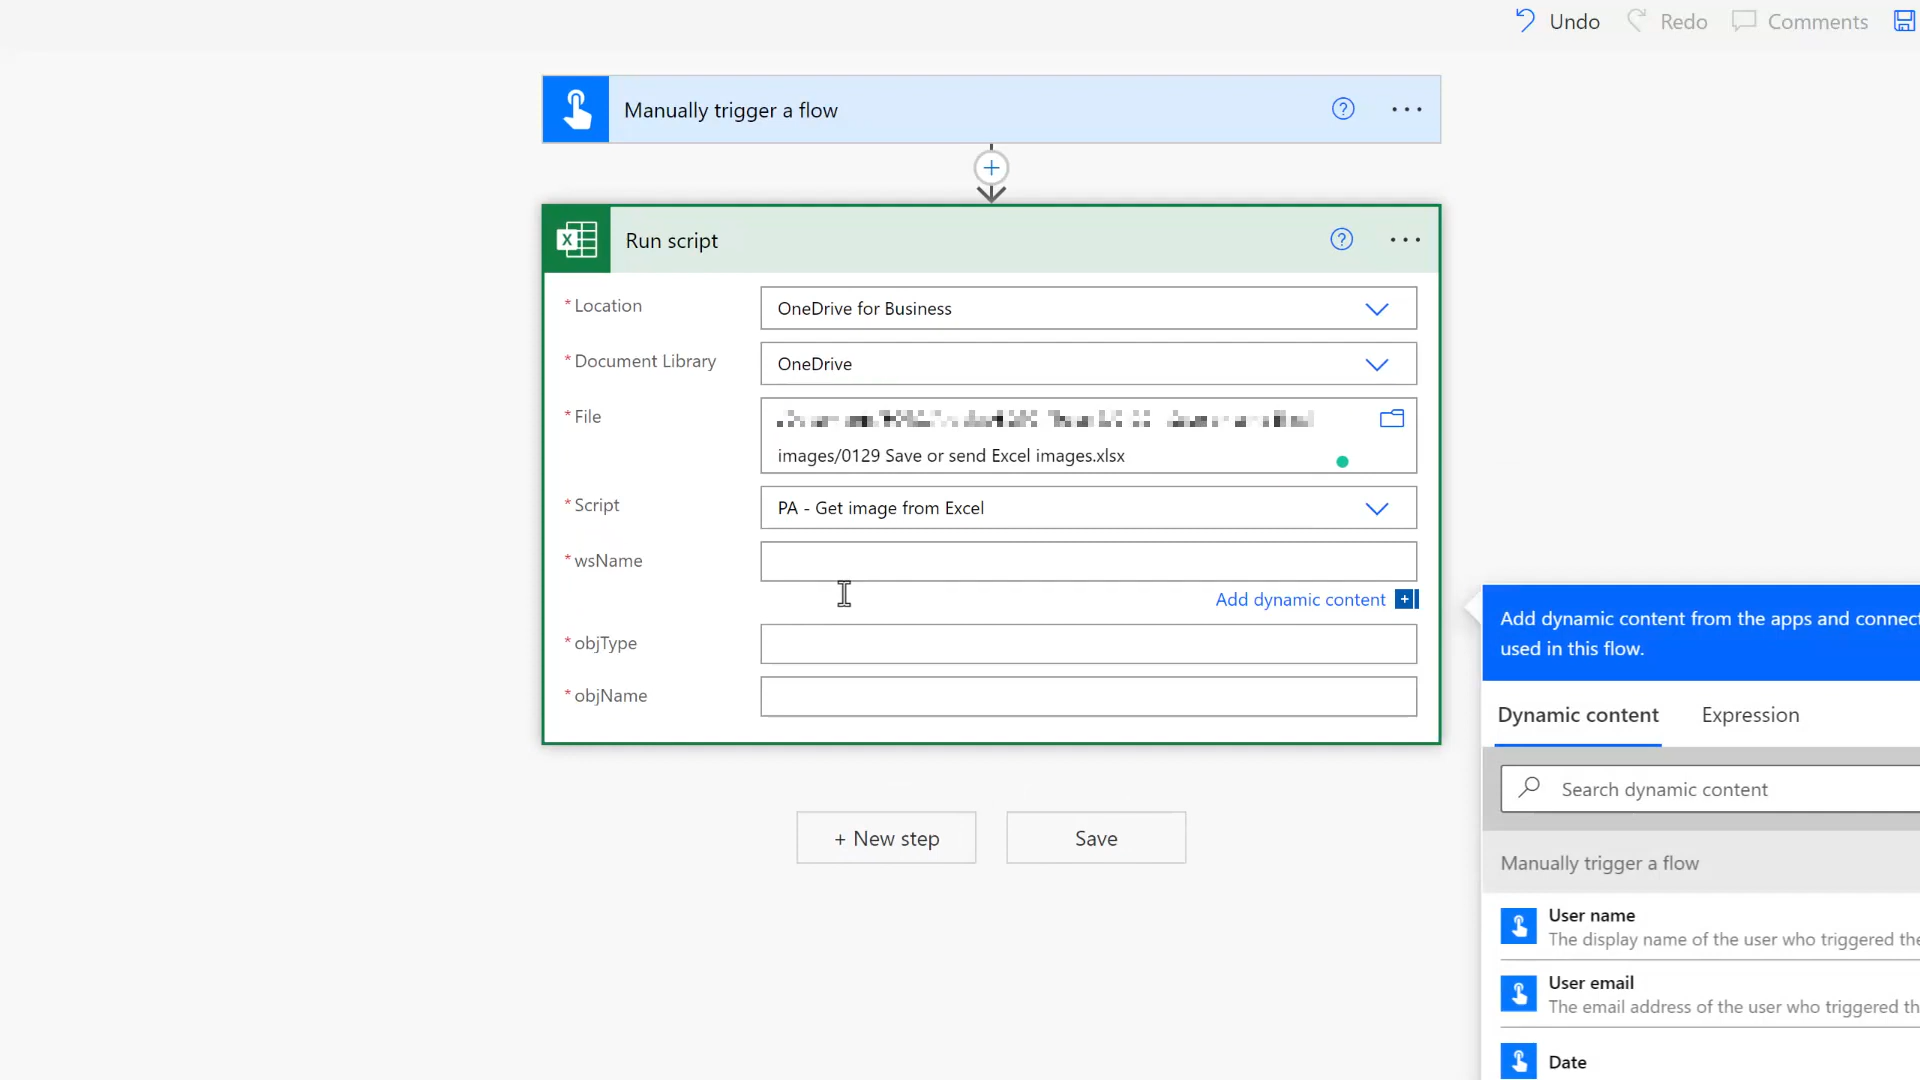 Undo Redo Comments
Manually trigger a flow
Run script
* Location
OneDrive for Business
* Document Library
OneDrive
* File
images/0129 Save or send Excel images.xlsx
* Script
PA - Get image from Excel
* wsName
Add dynamic content
* objType
* objName
+ New step
Save
Add dynamic content from the apps and connect
used in this flow.
Dynamic content Expression
Search dynamic content
Manually trigger a flow
User name
The display name of the user who triggered the
User email
The email address of the user who triggered th
Date